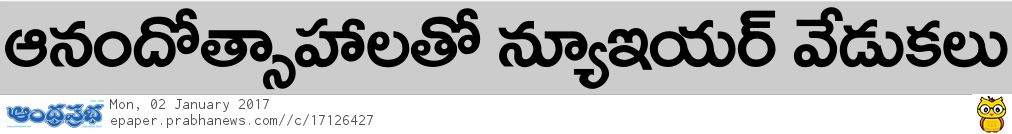 ఆనందోత్సాహాలతో న్యూఇయర్ వేడుకలు
ఆంధ్రప్రభ
Mon, 02 January 2017
epaper.prabhanews.com//c/17126427